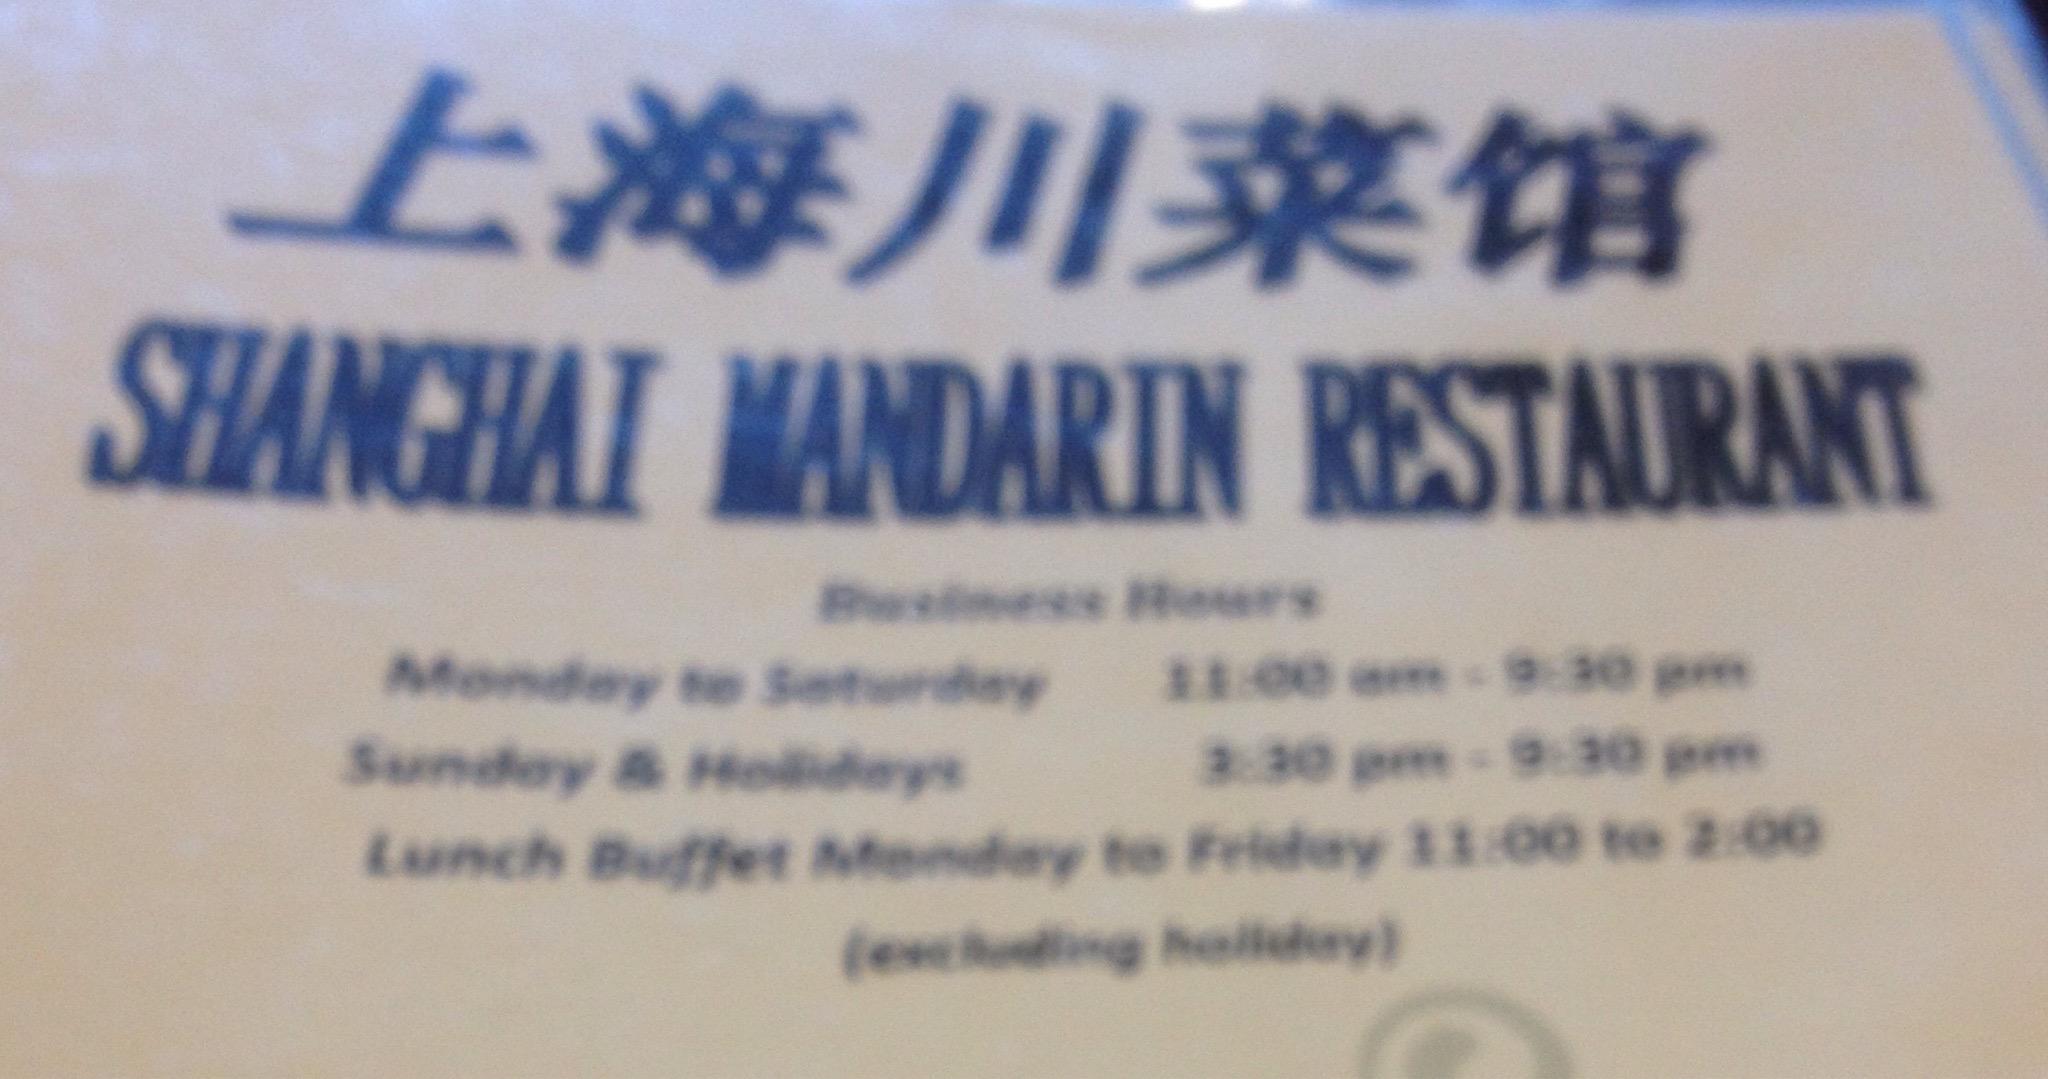 上海川菜馆
SHANGHAI MANDARIN RESTAURANT
Business Hours
Monday to Saturday 11:00 am - 9:30 pm
Sunday & Holidays 3:30 pm - 9:30 pm
Lunch Buffet Monday to Friday 11:00 to 2:00
(excluding holiday)